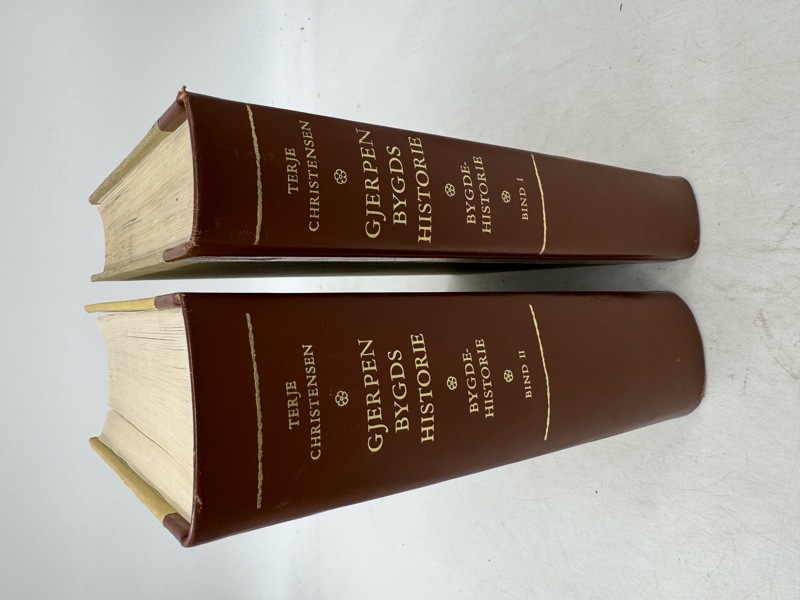 TERJE
CHRISTENSEN
GJERPEN
BYGDS
HISTORIE
BYGDE-
HISTORIE
BIND I
TERJE
CHRISTENSEN
GJERPEN
BYGDS
HISTORIE
BYGDE-
HISTORIE
BIND II